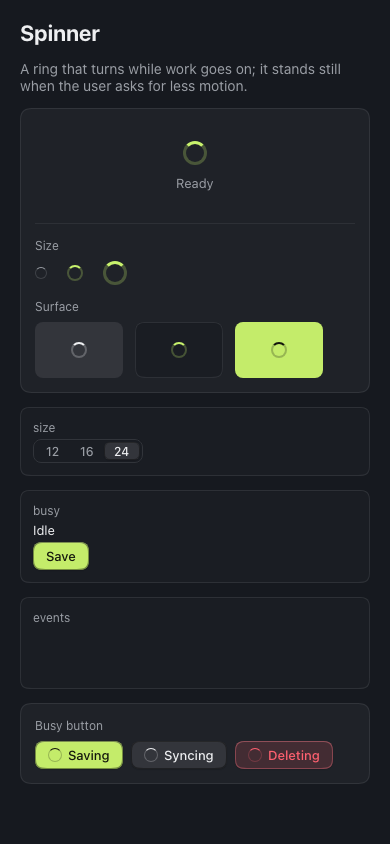 Spinner
A ring that turns while work goes on; it stands still
when the user asks for less motion.
Ready
Size
Surface
size
12 16 24
busy
Idle
Save
events
Busy button
Saving Syncing Deleting